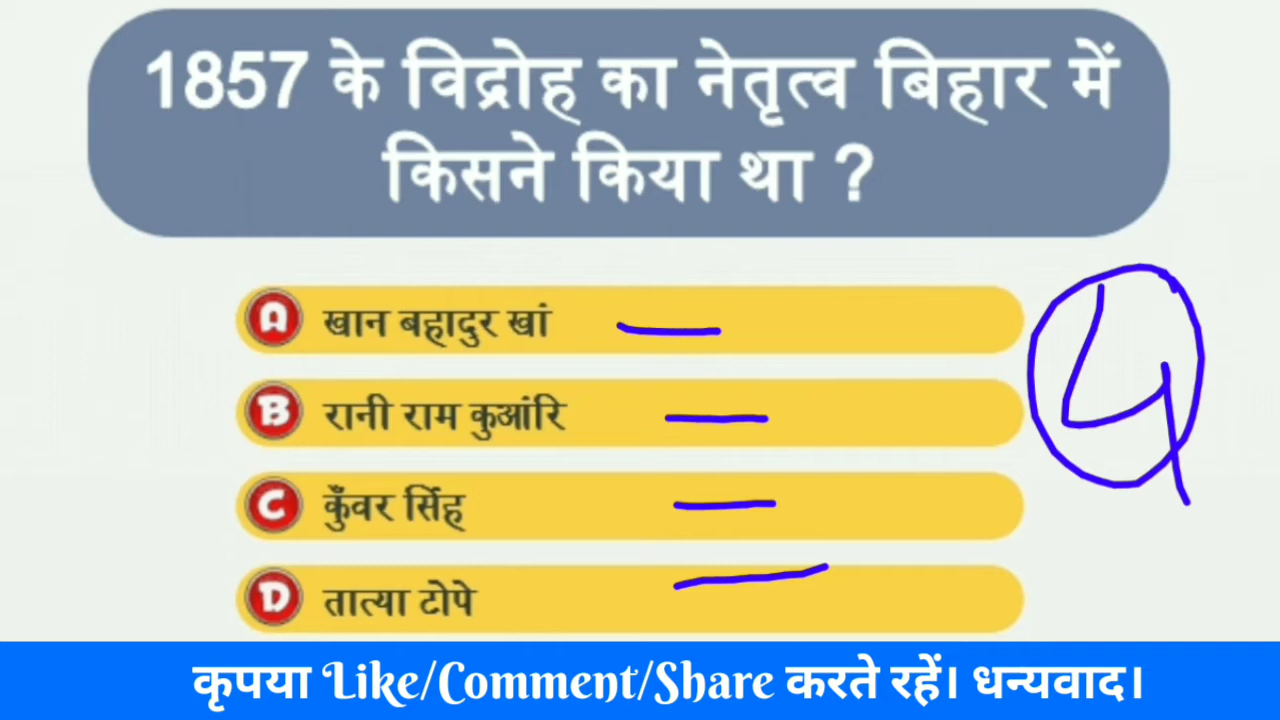 1857 के विद्रोह का नेतृत्व बिहार में
किसने किया था ?
A खान बहादुर खां
B रानी राम कुआंरि
C कुँवर सिंह
D तात्या टोपे
4
कृपया Like/Comment/Share करते रहें। धन्यवाद।